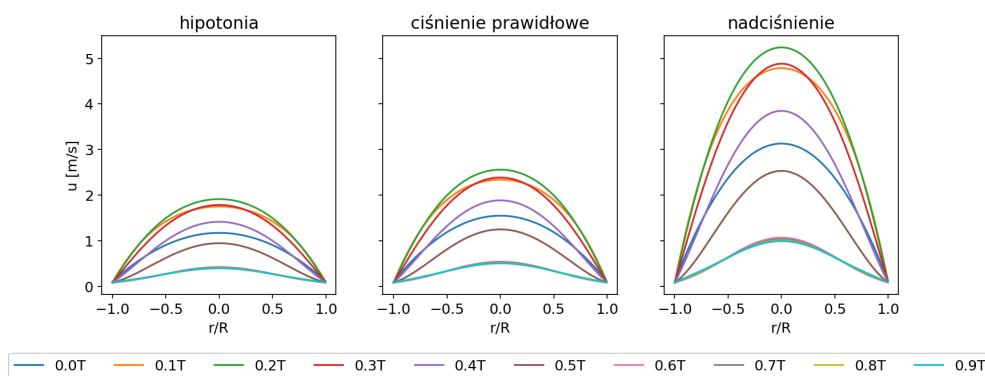 hipotonia ciśnienie prawidłowe nadciśnienie
5
4
3
2
1
0
u [m/s]
−1.0 −0.5 0.0 0.5 1.0 −1.0 −0.5 0.0 0.5 1.0 −1.0 −0.5 0.0 0.5 1.0
r/R r/R r/R
0.0T 0.1T 0.2T 0.3T 0.4T 0.5T 0.6T 0.7T 0.8T 0.9T